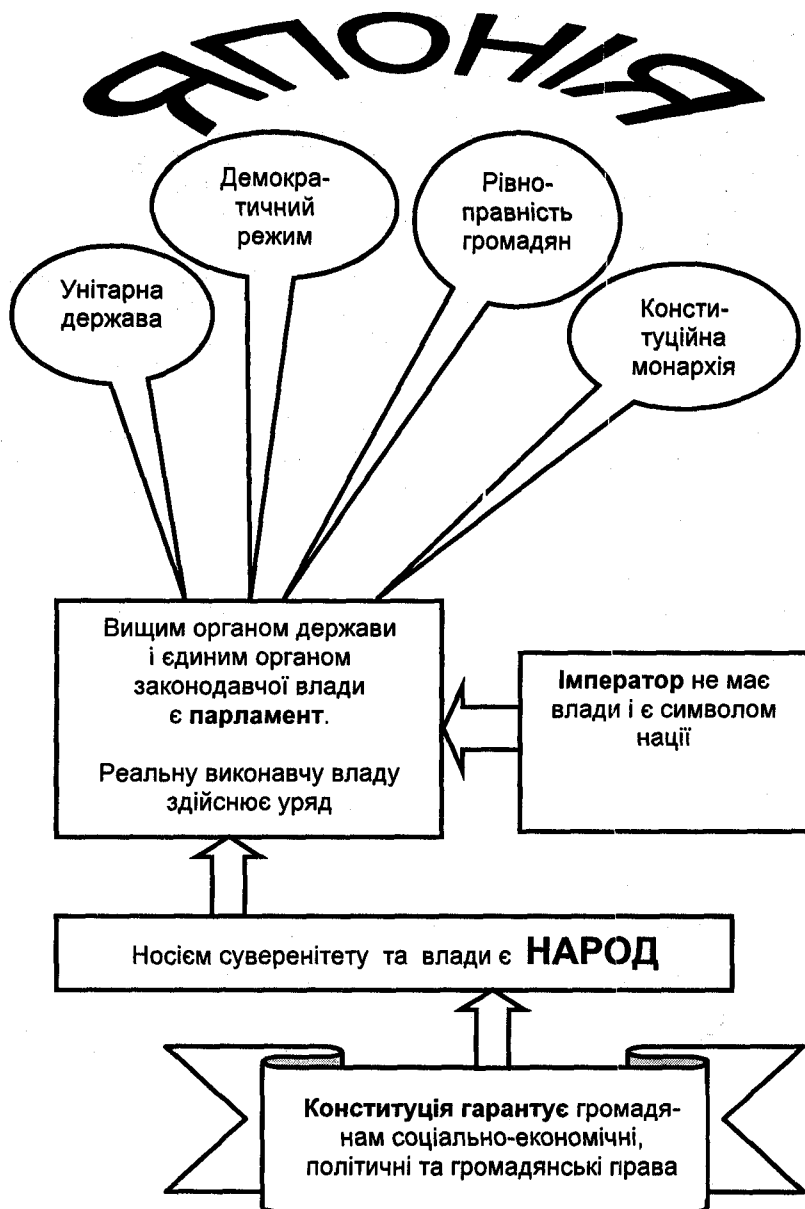 ЯПОНІЯ
Демокра-
тичний
режим
Рівно-
правність
громадян
Унітарна
держава
Консти-
туційна
монархія
Вищим органом держави
і єдиним органом
законодавчої влади
є парламент.
Реальну виконавчу владу
здійснює уряд
Імператор не має
влади і є символом
нації
Носієм суверенітету та влади є НАРОД
Конституція гарантує громадя-
нам соціально-економічні,
політичні та громадянські права